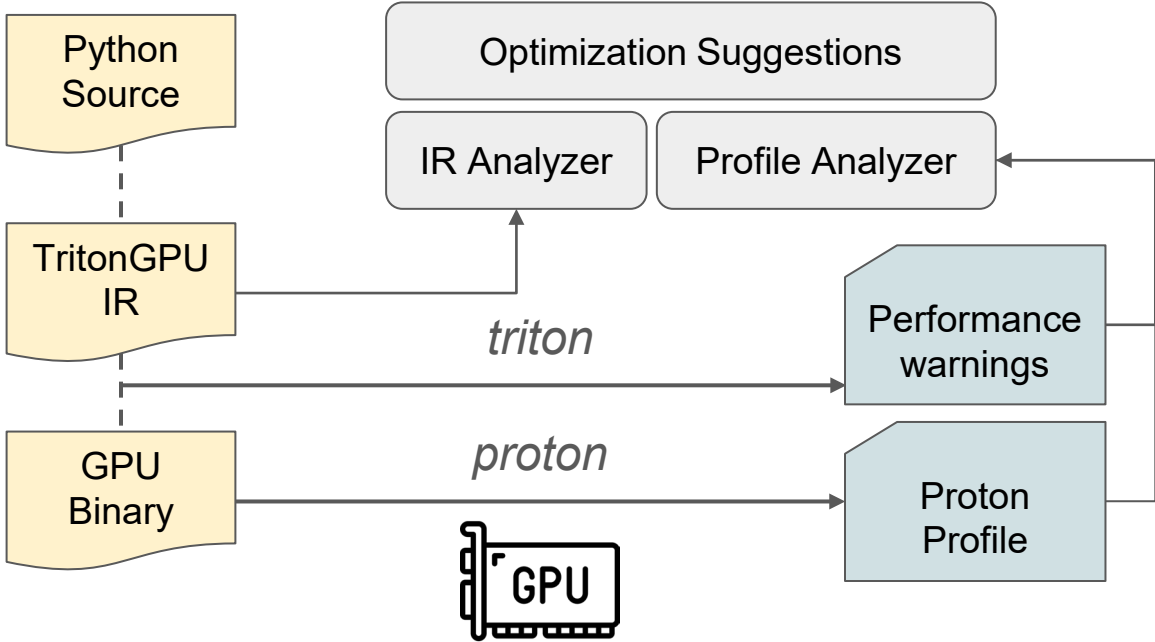 Python
Source
Optimization Suggestions
IR Analyzer
Profile Analyzer
TritonGPU
IR
triton
Performance
warnings
GPU
Binary
proton
Proton
Profile
GPU